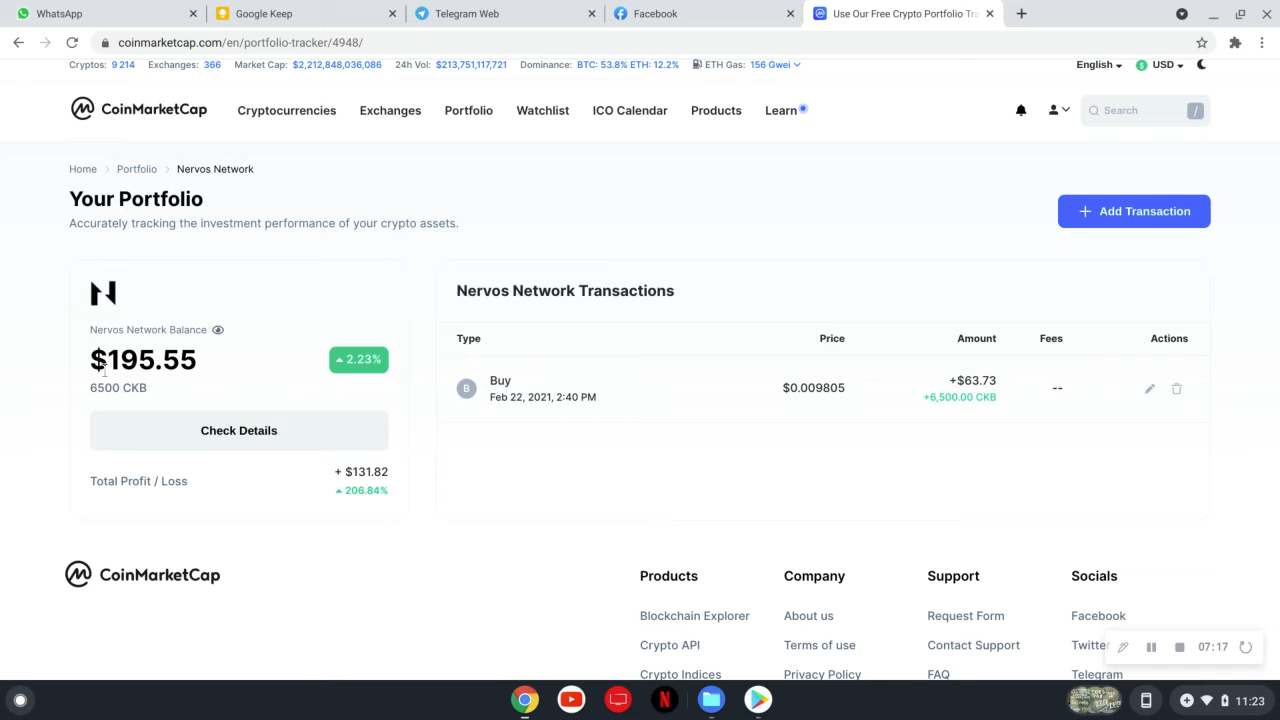 WhatsApp
Google Keep
Telegram Web
Facebook
Use Our Free Crypto Portfolio Tra
coinmarketcap.com/en/portfolio-tracker/4948/
Cryptos: 9 214 Exchanges: 366 Market Cap: $2,212,848,036,086 24h Vol: $213,751,117,721 Dominance: BTC: 53.8% ETH: 12.2% ETH Gas: 156 Gwei English $ USD
CoinMarketCap Cryptocurrencies Exchanges Portfolio Watchlist ICO Calendar Products Learn Search /
Home > Portfolio > Nervos Network
Your Portfolio
Accurately tracking the investment performance of your crypto assets.
+ Add Transaction
Nervos Network Balance
$195.55 2.23%
6500 CKB
Check Details
Total Profit / Loss
+ $131.82
206.84%
Nervos Network Transactions
Type Price Amount Fees Actions
B Buy
Feb 22, 2021, 2:40 PM
$0.009805
+$63.73
+6,500.00 CKB
--
CoinMarketCap
Products Company Support Socials
Blockchain Explorer About us Request Form Facebook
Crypto API Terms of use Contact Support Twitter
Crypto Indices Privacy Policy FAQ Telegram
07:17
11:23